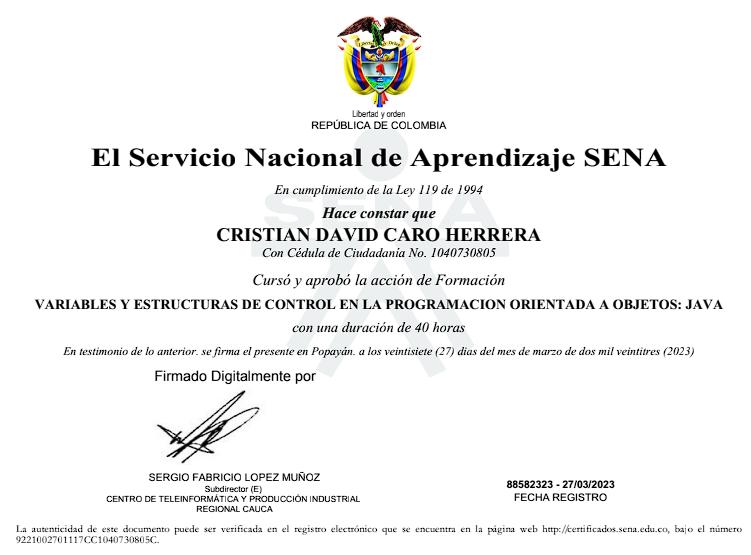 Libertad y orden
REPÚBLICA DE COLOMBIA
El Servicio Nacional de Aprendizaje SENA
En cumplimiento de la Ley 119 de 1994
SENA
Hace constar que
CRISTIAN DAVID CARO HERRERA
Con Cédula de Ciudadanía No. 1040730805
Cursó y aprobó la acción de Formación
VARIABLES Y ESTRUCTURAS DE CONTROL EN LA PROGRAMACION ORIENTADA A OBJETOS: JAVA
con una duración de 40 horas
En testimonio de lo anterior. se firma el presente en Popayán. a los veintisiete (27) dias del mes de marzo de dos mil veintitres (2023)
Firmado Digitalmente por
SERGIO FABRICIO LOPEZ MUÑOZ
Subdirector (E)
CENTRO DE TELEINFORMÁTICA Y PRODUCCIÓN INDUSTRIAL
REGIONAL CAUCA
88582323 - 27/03/2023
FECHA REGISTRO
La autenticidad de este documento puede ser verificada en el registro electrónico que se encuentra en la página web http://certificados.sena.edu.co, bajo el número
9221002701117CC1040730805C.